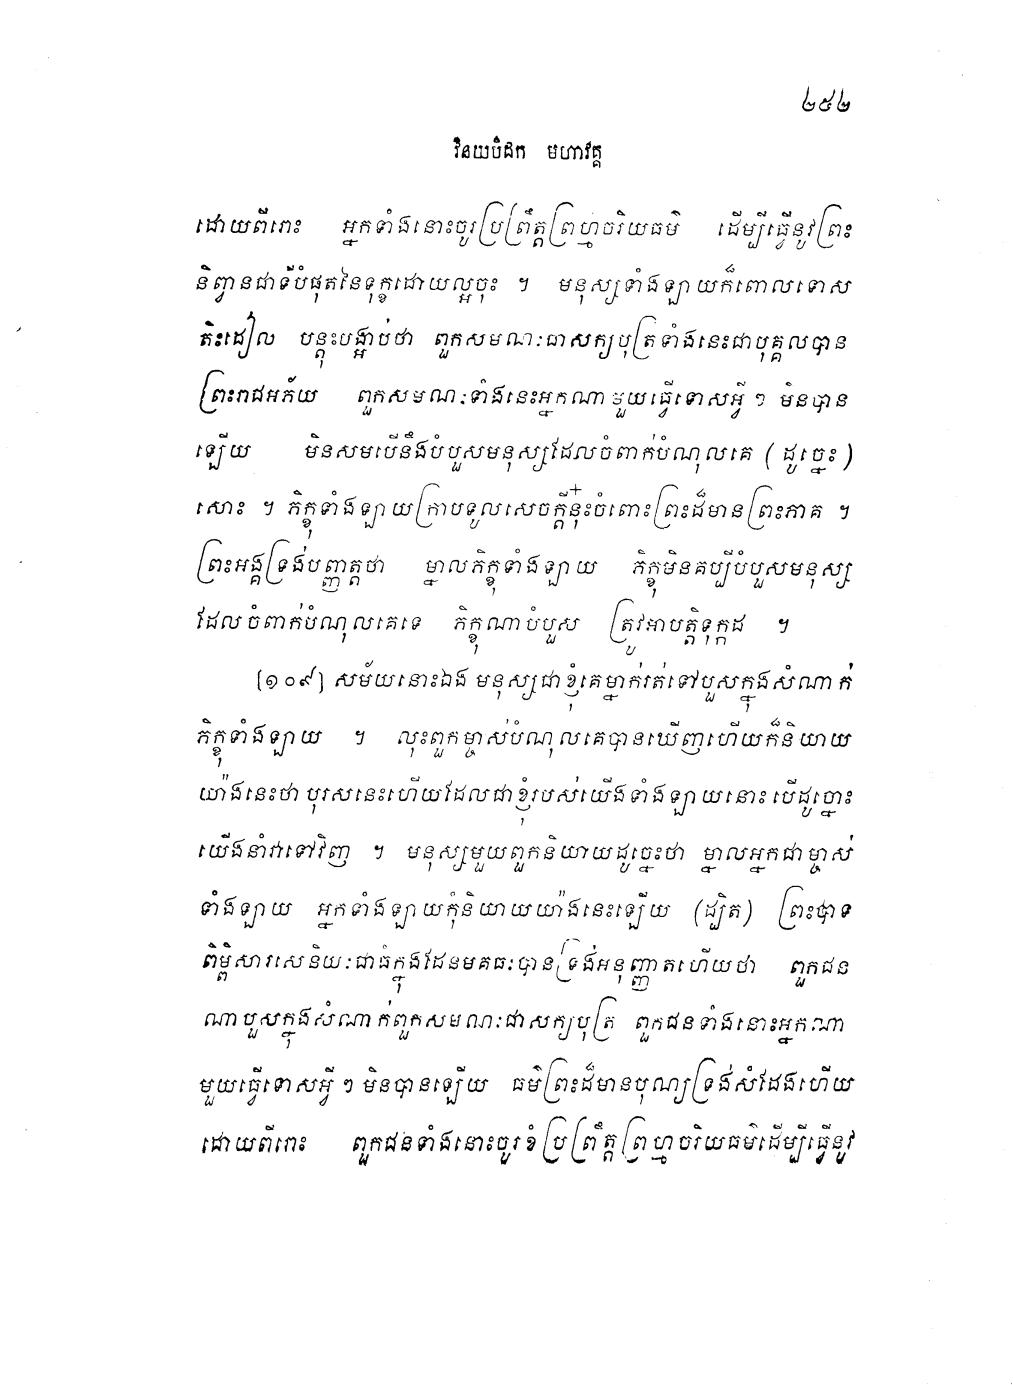 ២៥២
វិនយបិដក មហាវគ្គ
ដោយពីរោះ អ្នកទាំងនោះចូរប្រព្រឹត្តព្រហ្មចរិយធម៌ ដើម្បីធ្វើនូវព្រះ
និព្វានជាទីបំផុតនៃទុក្ខដោយល្អចុះ ។ មនុស្សទាំងឡាយក៏ពោលទោស
តិះដៀល បន្តុះបង្អាប់ថា ពួកសមណៈជាសក្យបុត្រទាំងនេះជាបុគ្គលបាន
ព្រះរាជអភ័យ ពួកសមណៈទាំងនេះអ្នកណាមួយធ្វើទោសអ្វី ៗ មិនបាន
ឡើយ មិនសមបើនឹងបំបួសមនុស្សដែលចំពាក់បំណុលគេ (ដូច្នេះ)
សោះ ។ ភិក្ខុទាំងឡាយក្រាបទូលសេចក្តីនុ៎ះចំពោះព្រះដ៏មានព្រះភាគ ។
ព្រះអង្គទ្រង់បញ្ញត្តថា ម្នាលភិក្ខុទាំងឡាយ ភិក្ខុមិនគប្បីបំបួសមនុស្ស
ដែលចំពាក់បំណុលគេទេ ភិក្ខុណាបំបួស ត្រូវអាបត្តិទុក្កដ ។
[១០៩] សម័យនោះឯង មនុស្សជាខ្ញុំគេម្នាក់រត់ទៅបួសក្នុងសំណាក់
ភិក្ខុទាំងឡាយ ។ លុះពួកម្ចាស់បំណុលគេបានឃើញហើយក៏និយាយ
យ៉ាងនេះថា បុរសនេះហើយដែលជាខ្ញុំរបស់យើងទាំងឡាយនោះ បើដូច្នោះ
យើងនាំវាទៅវិញ ។ មនុស្សមួយពួកនិយាយដូច្នេះថា ម្នាលអ្នកជាម្ចាស់
ទាំងឡាយ អ្នកទាំងឡាយកុំនិយាយយ៉ាងនេះឡើយ (ដ្បិត) ព្រះបាទ
ពិម្ពិសារសេនិយៈជាធំក្នុងដែនមគធៈបានទ្រង់អនុញ្ញាតហើយថា ពួកជន
ណាបួសក្នុងសំណាក់ពួកសមណៈជាសក្យបុត្រ ពួកជនទាំងនោះអ្នកណា
មួយធ្វើទោសអ្វី ៗ មិនបានឡើយ ធម៌ព្រះដ៏មានបុណ្យទ្រង់សំដែងហើយ
ដោយពីរោះ ពួកជនទាំងនោះចូរខំប្រព្រឹត្តព្រហ្មចរិយធម៌ដើម្បីធ្វើនូវ